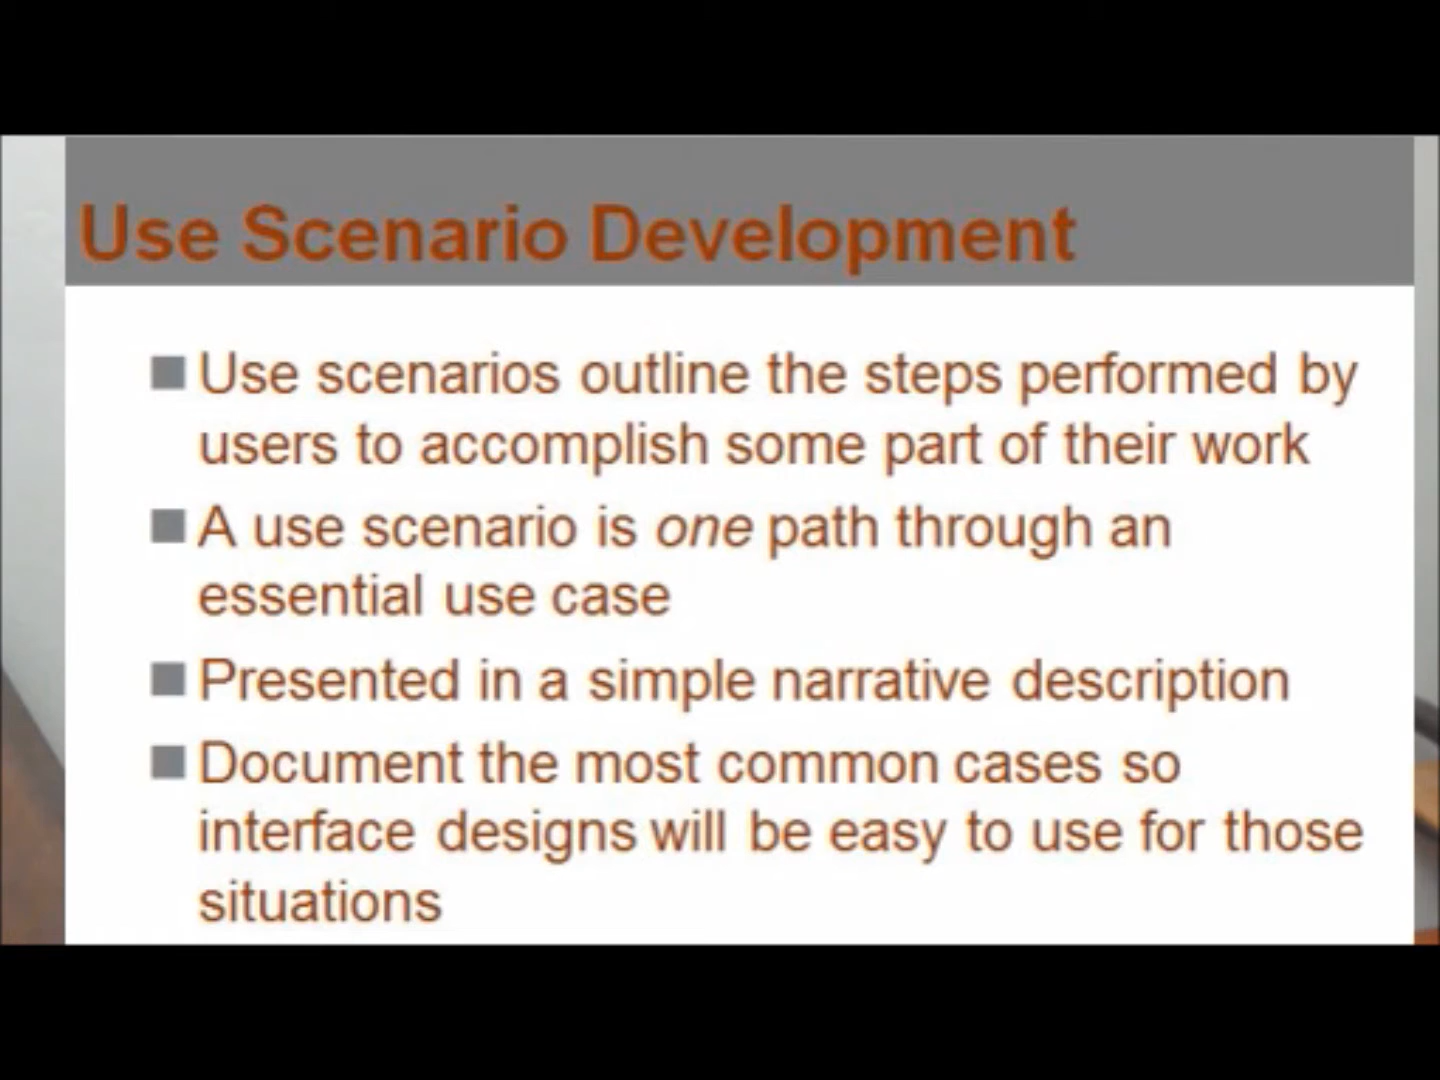 Use Scenario Development
Use scenarios outline the steps performed by
users to accomplish some part of their work
A use scenario is one path through an
essential use case
Presented in a simple narrative description
Document the most common cases so
interface designs will be easy to use for those
situations